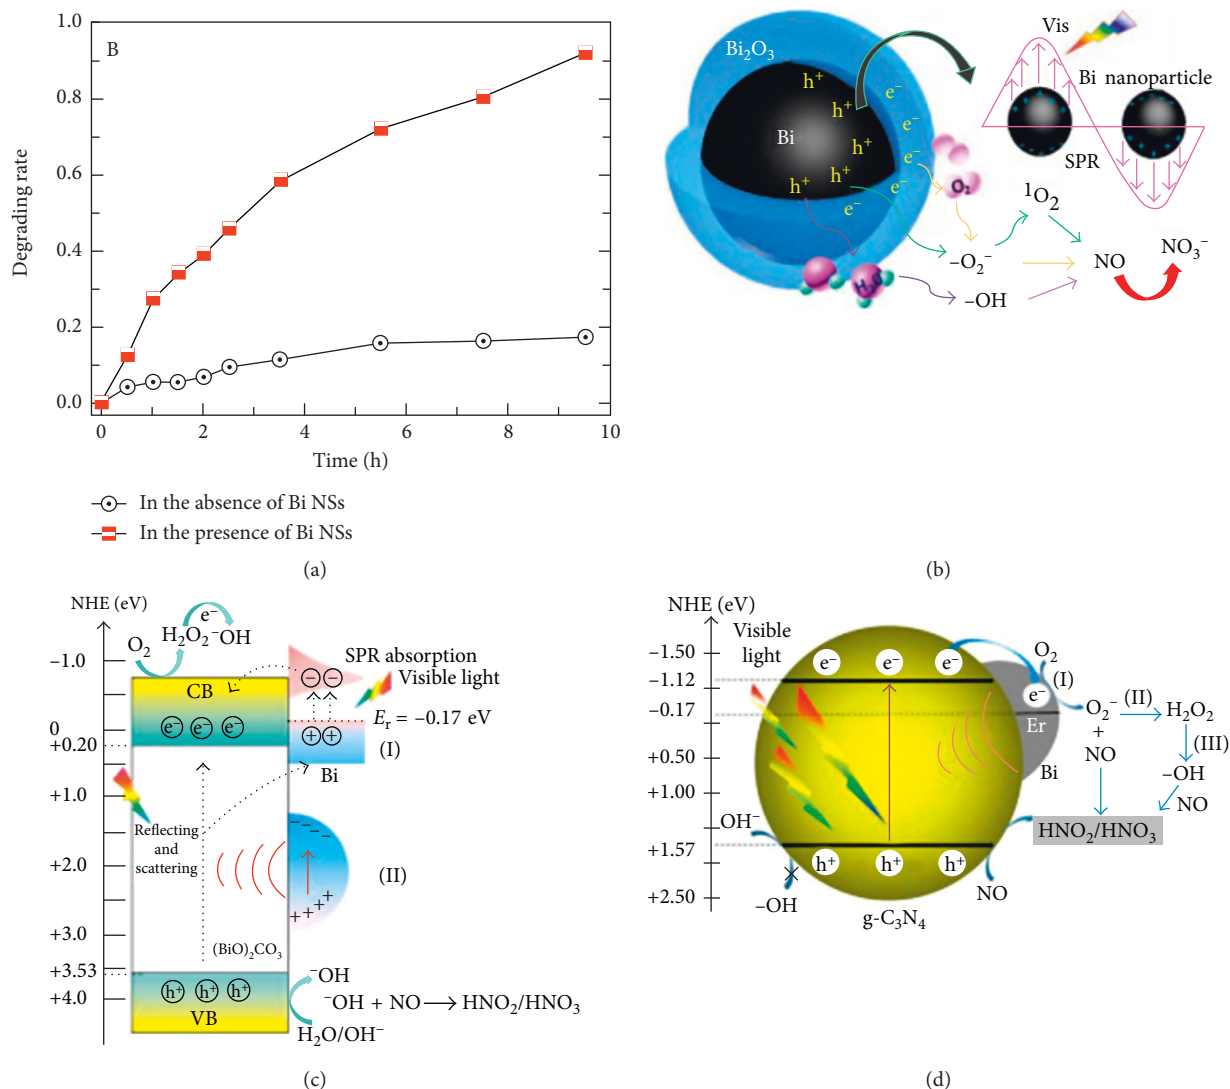 1.0
0.8
0.6
0.4
0.2
0.0
B
Degrading rate
0
2
4
6
8
10
Time (h)
In the absence of Bi NSs
In the presence of Bi NSs
(a)
Bi₂O₃
Bi
h⁺
h⁺
h⁺
h⁺
h⁺
e⁻
e⁻
e⁻
e⁻
e⁻
O₂
H₂O
–O₂⁻
–OH
¹O₂
NO
NO₃⁻
Vis
Bi nanoparticle
SPR
(b)
NHE (eV)
−1.0
0
+0.20
+1.0
+2.0
+3.0
+3.53
+4.0
O₂
H₂O₂
e⁻
⁻OH
CB
e⁻ e⁻ e⁻
SPR absorption
Visible light
Eᵣ = −0.17 eV
− −
+ +
(I)
Bi
Reflecting
and
scattering
− − − −
+ + + +
(II)
(BiO)₂CO₃
h⁺ h⁺ h⁺
VB
⁻OH
⁻OH + NO ⟶ HNO₂/HNO₃
H₂O/OH⁻
(c)
NHE (eV)
−1.50
−1.12
−0.17
+0.50
+1.00
+1.57
+2.50
Visible
light
e⁻ e⁻ e⁻
e⁻
O₂
(I)
Er
Bi
O₂⁻
(II)
H₂O₂
+
NO
(III)
–OH
NO
HNO₂/HNO₃
OH⁻
–OH
h⁺ h⁺ h⁺
NO
g-C₃N₄
(d)